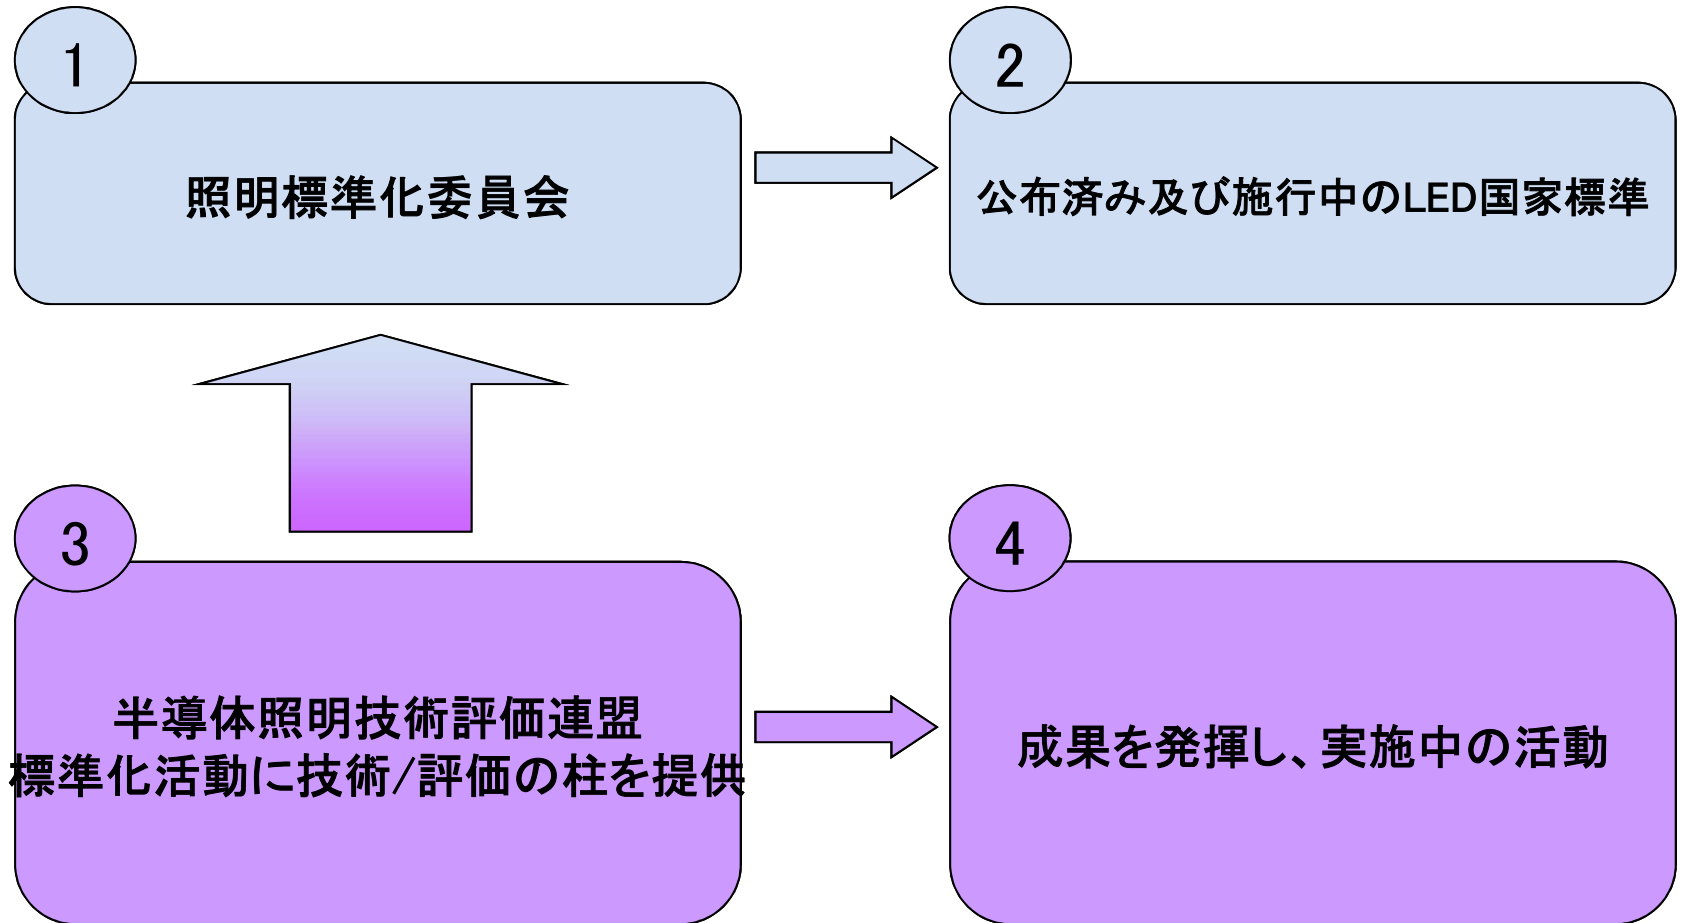 1
照明標準化委員会
2
公布済み及び施行中のLED国家標準
3
半導体照明技術評価連盟
標準化活動に技術/評価の柱を提供
4
成果を発揮し、実施中の活動